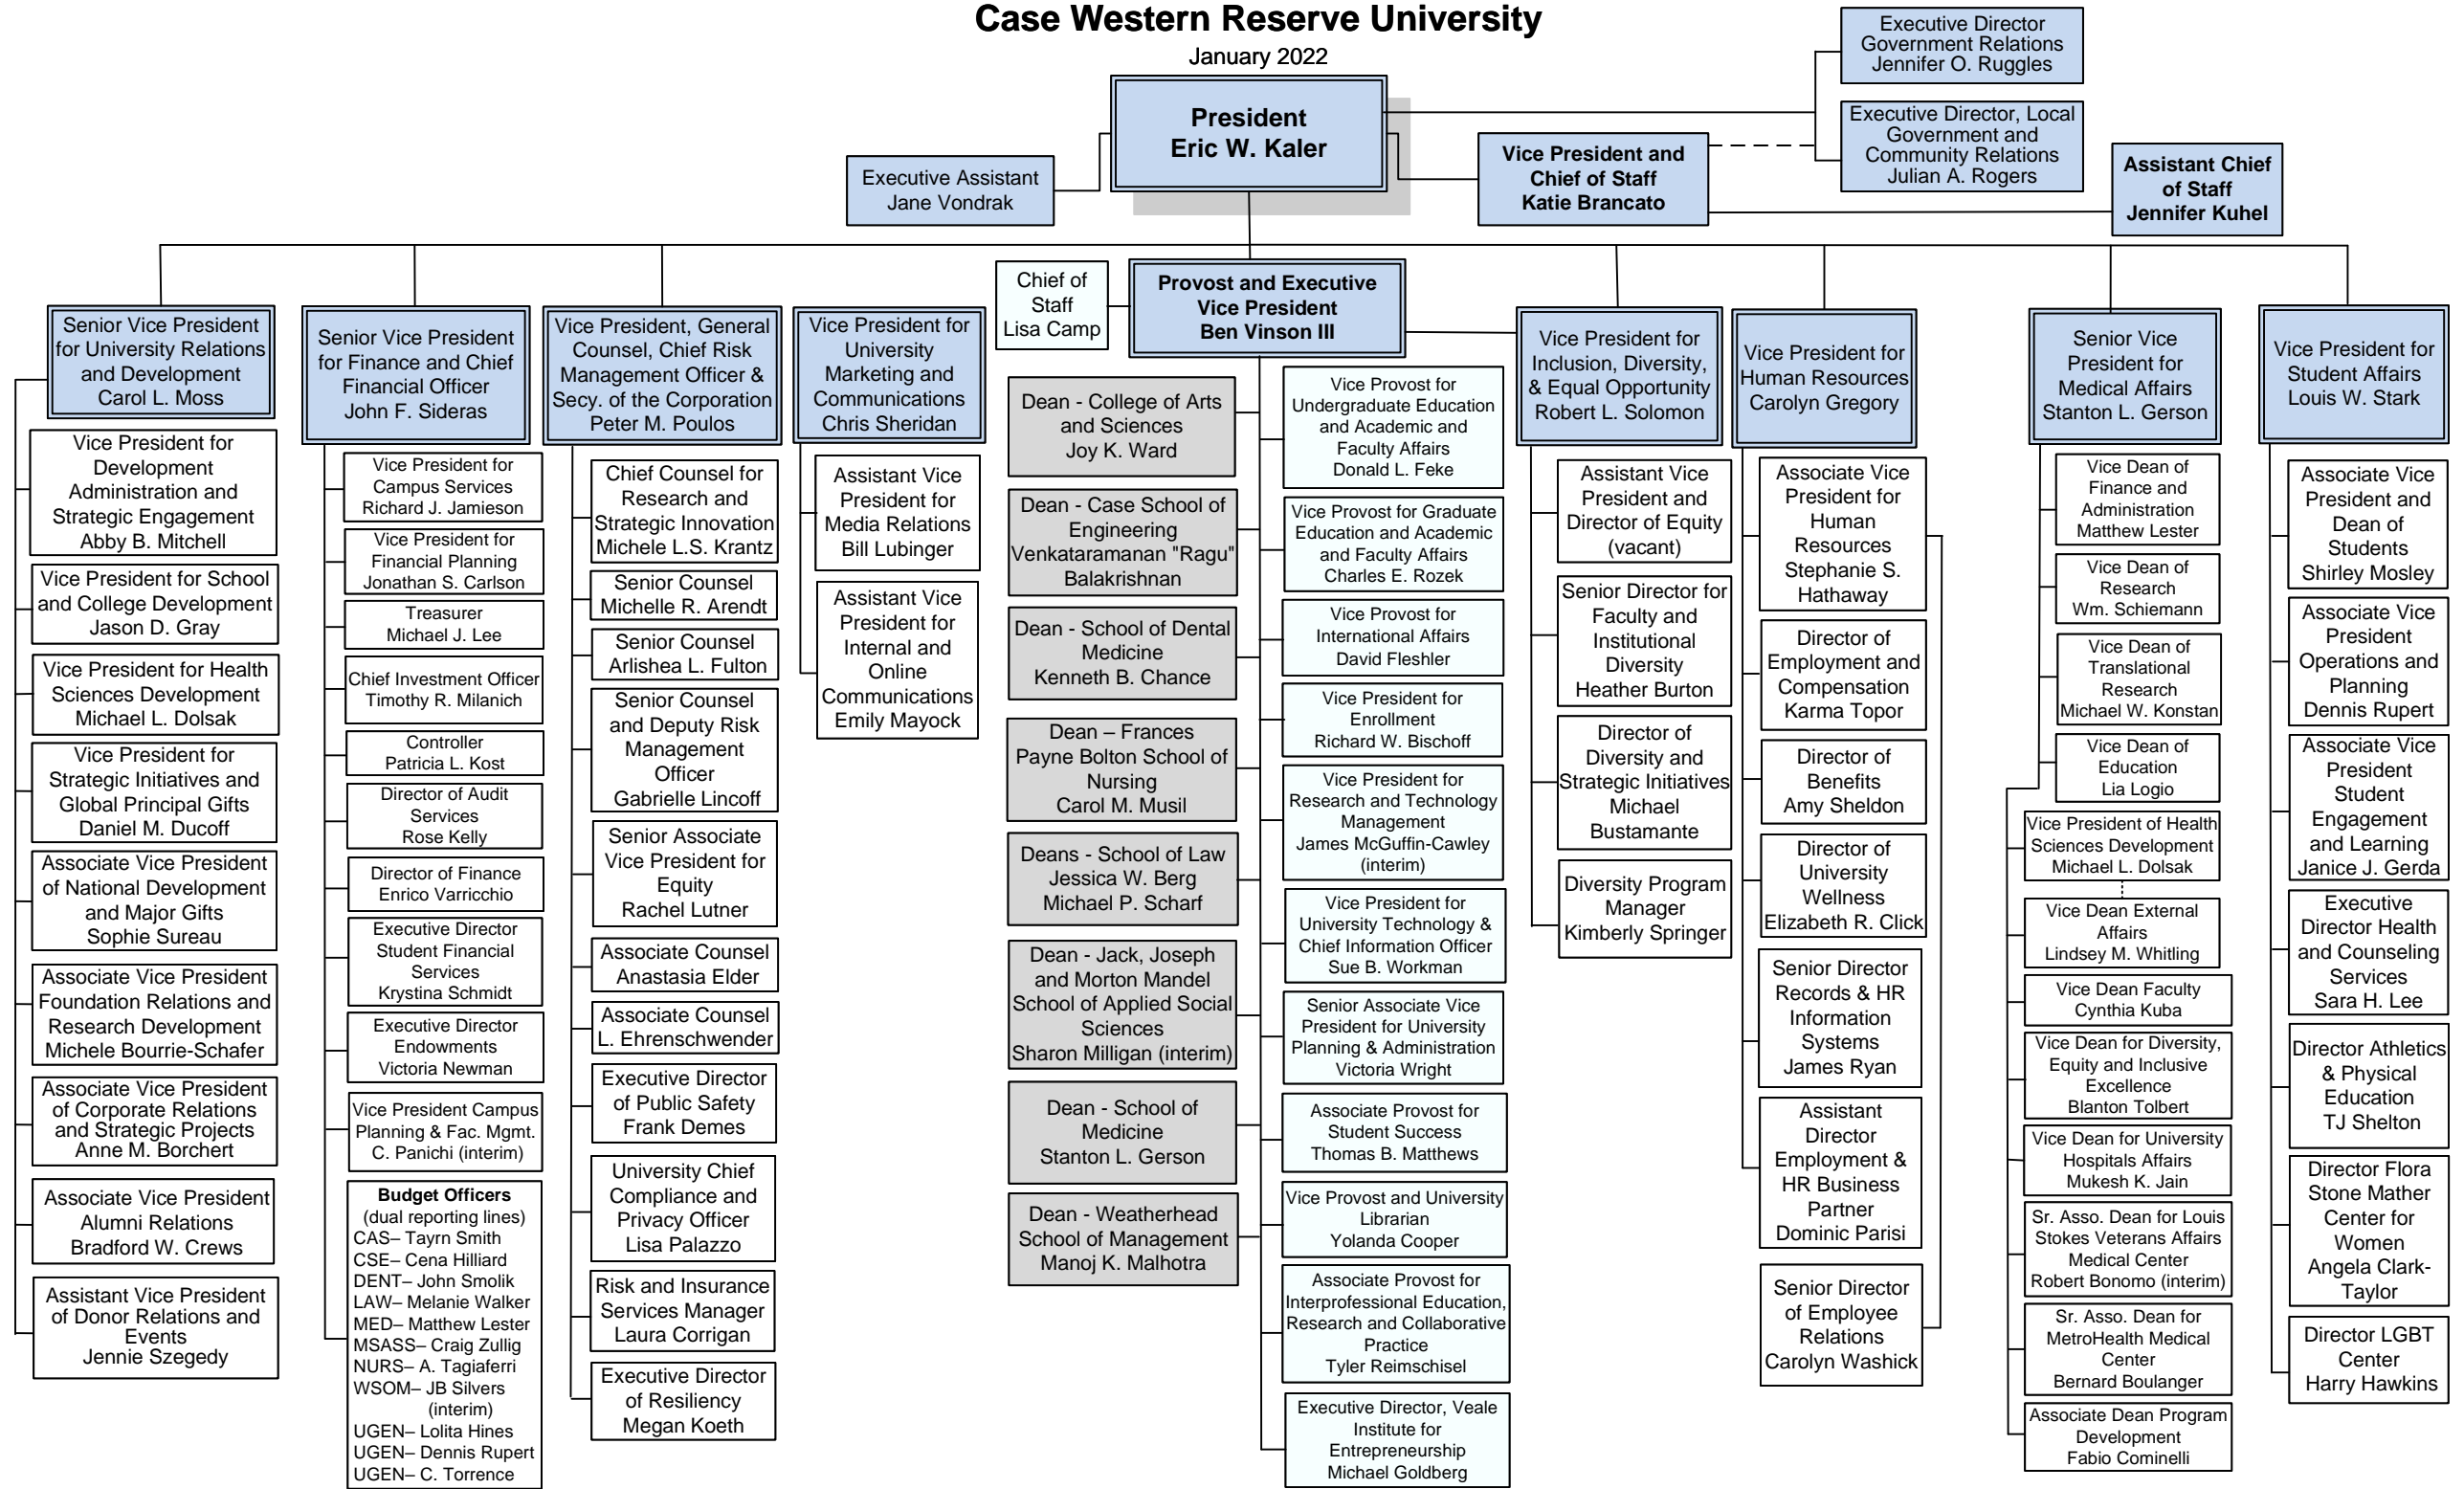 Case Western Reserve University
January 2022
President
Eric W. Kaler
Executive Director
Government Relations
Jennifer O. Ruggles
Executive Director, Local
Government and
Community Relations
Julian A. Rogers
Executive Assistant
Jane Vondrak
Vice President and
Chief of Staff
Katie Brancato
Assistant Chief
of Staff
Jennifer Kuhel
Chief of
Staff
Lisa Camp
Provost and Executive
Vice President
Ben Vinson III
Senior Vice President
for University Relations
and Development
Carol L. Moss
Vice President for
Development
Administration and
Strategic Engagement
Abby B. Mitchell
Vice President for School
and College Development
Jason D. Gray
Vice President for Health
Sciences Development
Michael L. Dolsak
Vice President for
Strategic Initiatives and
Global Principal Gifts
Daniel M. Ducoff
Associate Vice President
of National Development
and Major Gifts
Sophie Sureau
Associate Vice President
Foundation Relations and
Research Development
Michele Bourrie-Schafer
Associate Vice President
of Corporate Relations
and Strategic Projects
Anne M. Borchert
Associate Vice President
Alumni Relations
Bradford W. Crews
Assistant Vice President
of Donor Relations and
Events
Jennie Szegedy
Senior Vice President
for Finance and Chief
Financial Officer
John F. Sideras
Vice President for
Campus Services
Richard J. Jamieson
Vice President for
Financial Planning
Jonathan S. Carlson
Treasurer
Michael J. Lee
Chief Investment Officer
Timothy R. Milanich
Controller
Patricia L. Kost
Director of Audit
Services
Rose Kelly
Director of Finance
Enrico Varricchio
Executive Director
Student Financial
Services
Krystina Schmidt
Executive Director
Endowments
Victoria Newman
Vice President Campus
Planning & Fac. Mgmt.
C. Panichi (interim)
Budget Officers
(dual reporting lines)
CAS– Tayrn Smith
CSE– Cena Hilliard
DENT– John Smolik
LAW– Melanie Walker
MED– Matthew Lester
MSASS– Craig Zullig
NURS– A. Tagiaferri
WSOM– JB Silvers
(interim)
UGEN– Lolita Hines
UGEN– Dennis Rupert
UGEN– C. Torrence
Vice President, General
Counsel, Chief Risk
Management Officer &
Secy. of the Corporation
Peter M. Poulos
Chief Counsel for
Research and
Strategic Innovation
Michele L.S. Krantz
Senior Counsel
Michelle R. Arendt
Senior Counsel
Arlishea L. Fulton
Senior Counsel
and Deputy Risk
Management
Officer
Gabrielle Lincoff
Senior Associate
Vice President for
Equity
Rachel Lutner
Associate Counsel
Anastasia Elder
Associate Counsel
L. Ehrenschwender
Executive Director
of Public Safety
Frank Demes
University Chief
Compliance and
Privacy Officer
Lisa Palazzo
Risk and Insurance
Services Manager
Laura Corrigan
Executive Director
of Resiliency
Megan Koeth
Vice President for
University
Marketing and
Communications
Chris Sheridan
Assistant Vice
President for
Media Relations
Bill Lubinger
Assistant Vice
President for
Internal and
Online
Communications
Emily Mayock
Dean - College of Arts
and Sciences
Joy K. Ward
Dean - Case School of
Engineering
Venkataramanan "Ragu"
Balakrishnan
Dean - School of Dental
Medicine
Kenneth B. Chance
Dean – Frances
Payne Bolton School of
Nursing
Carol M. Musil
Deans - School of Law
Jessica W. Berg
Michael P. Scharf
Dean - Jack, Joseph
and Morton Mandel
School of Applied Social
Sciences
Sharon Milligan (interim)
Dean - School of
Medicine
Stanton L. Gerson
Dean - Weatherhead
School of Management
Manoj K. Malhotra
Vice Provost for
Undergraduate Education
and Academic and
Faculty Affairs
Donald L. Feke
Vice Provost for Graduate
Education and Academic
and Faculty Affairs
Charles E. Rozek
Vice Provost for
International Affairs
David Fleshler
Vice President for
Enrollment
Richard W. Bischoff
Vice President for
Research and Technology
Management
James McGuffin-Cawley
(interim)
Vice President for
University Technology &
Chief Information Officer
Sue B. Workman
Senior Associate Vice
President for University
Planning & Administration
Victoria Wright
Associate Provost for
Student Success
Thomas B. Matthews
Vice Provost and University
Librarian
Yolanda Cooper
Associate Provost for
Interprofessional Education,
Research and Collaborative
Practice
Tyler Reimschisel
Executive Director, Veale
Institute for
Entrepreneurship
Michael Goldberg
Vice President for
Inclusion, Diversity,
& Equal Opportunity
Robert L. Solomon
Assistant Vice
President and
Director of Equity
(vacant)
Senior Director for
Faculty and
Institutional
Diversity
Heather Burton
Director of
Diversity and
Strategic Initiatives
Michael
Bustamante
Diversity Program
Manager
Kimberly Springer
Vice President for
Human Resources
Carolyn Gregory
Associate Vice
President for
Human
Resources
Stephanie S.
Hathaway
Director of
Employment and
Compensation
Karma Topor
Director of
Benefits
Amy Sheldon
Director of
University
Wellness
Elizabeth R. Click
Senior Director
Records & HR
Information
Systems
James Ryan
Assistant
Director
Employment &
HR Business
Partner
Dominic Parisi
Senior Director
of Employee
Relations
Carolyn Washick
Senior Vice
President for
Medical Affairs
Stanton L. Gerson
Vice Dean of
Finance and
Administration
Matthew Lester
Vice Dean of
Research
Wm. Schiemann
Vice Dean of
Translational
Research
Michael W. Konstan
Vice Dean of
Education
Lia Logio
Vice President of Health
Sciences Development
Michael L. Dolsak
Vice Dean External
Affairs
Lindsey M. Whitling
Vice Dean Faculty
Cynthia Kuba
Vice Dean for Diversity,
Equity and Inclusive
Excellence
Blanton Tolbert
Vice Dean for University
Hospitals Affairs
Mukesh K. Jain
Sr. Asso. Dean for Louis
Stokes Veterans Affairs
Medical Center
Robert Bonomo (interim)
Sr. Asso. Dean for
MetroHealth Medical
Center
Bernard Boulanger
Associate Dean Program
Development
Fabio Cominelli
Vice President for
Student Affairs
Louis W. Stark
Associate Vice
President and
Dean of
Students
Shirley Mosley
Associate Vice
President
Operations and
Planning
Dennis Rupert
Associate Vice
President
Student
Engagement
and Learning
Janice J. Gerda
Executive
Director Health
and Counseling
Services
Sara H. Lee
Director Athletics
& Physical
Education
TJ Shelton
Director Flora
Stone Mather
Center for
Women
Angela Clark-
Taylor
Director LGBT
Center
Harry Hawkins